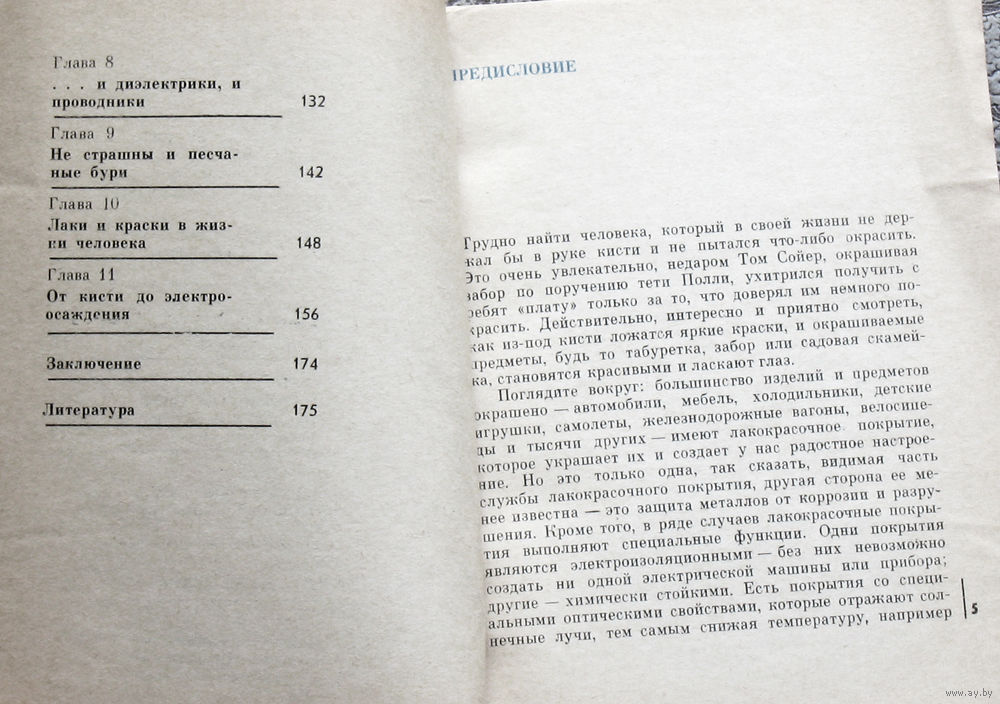 Глава 8
. . . и диэлектрики, и
проводники 132
Глава 9
Не страшны и песча-
ные бури 142
Глава 10
Лаки и краски в жиз-
ни человека 148
Глава 11
От кисти до электро-
осаждения 156
Заключение 174
Литература 175
ПРЕДИСЛОВИЕ
Трудно найти человека, который в своей жизни не дер-
жал бы в руке кисти и не пытался что-либо окрасить.
Это очень увлекательно, недаром Том Сойер, окрашивая
забор по поручению тети Полли, ухитрился получить с
ребят «плату» только за то, что доверял им немного по-
красить. Действительно, интересно и приятно смотреть,
как из-под кисти ложатся яркие краски, и окрашиваемые
предметы, будь то табуретка, забор или садовая скамей-
ка, становятся красивыми и ласкают глаз.
Поглядите вокруг: большинство изделий и предметов
окрашено — автомобили, мебель, холодильники, детские
игрушки, самолеты, железнодорожные вагоны, велосипе-
ды и тысячи других — имеют лакокрасочное покрытие,
которое украшает их и создает у нас радостное настрое-
ние. Но это только одна, так сказать, видимая часть
службы лакокрасочного покрытия, другая сторона ее ме-
нее известна — это защита металлов от коррозии и разру-
шения. Кроме того, в ряде случаев лакокрасочные покры-
тия выполняют специальные функции. Одни покрытия
являются электроизоляционными — без них невозможно
создать ни одной электрической машины или прибора;
другие — химически стойкими. Есть покрытия со специ-
альными оптическими свойствами, которые отражают сол-
нечные лучи, тем самым снижая температуру, например
5
www.ay.by